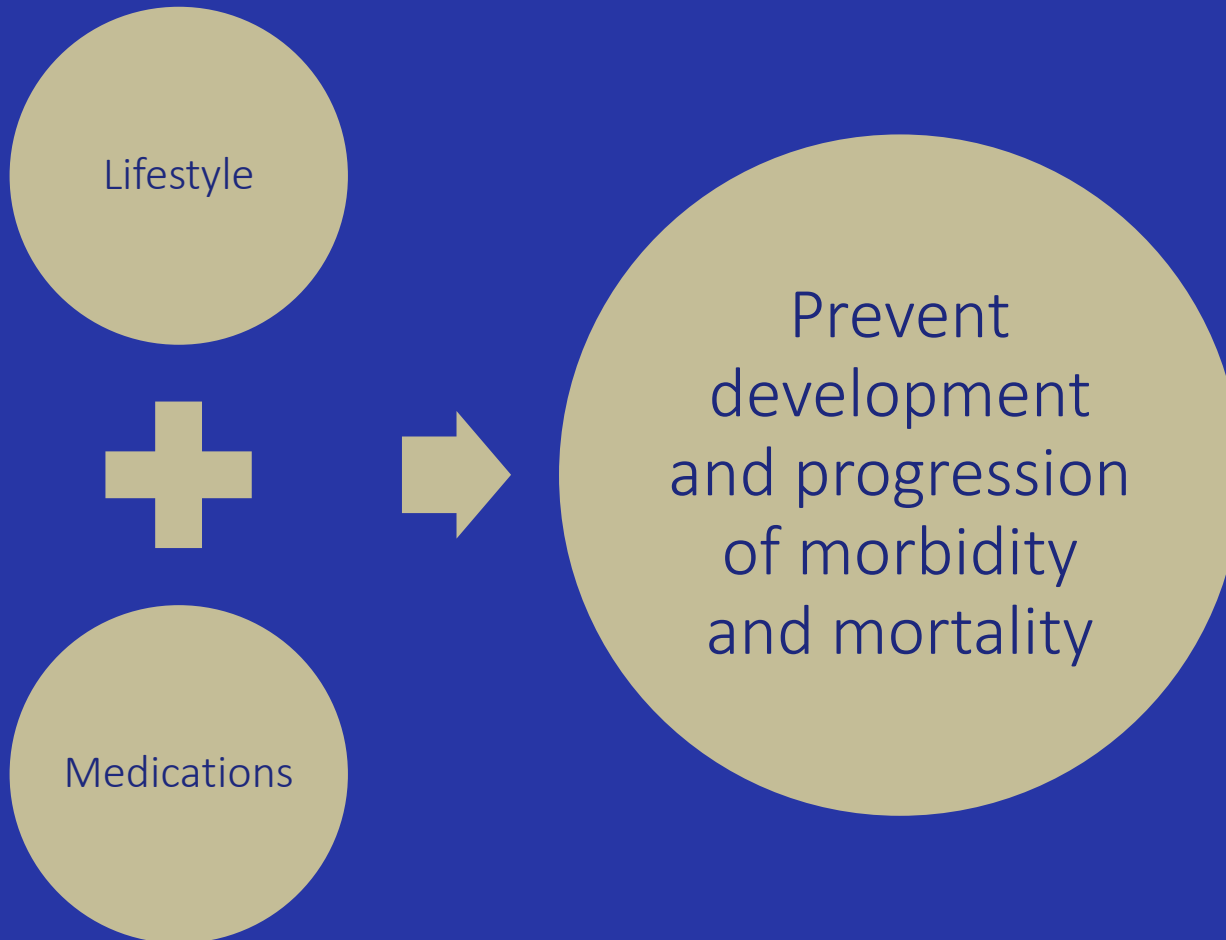 Lifestyle
Medications
Prevent
development
and progression
of morbidity
and mortality